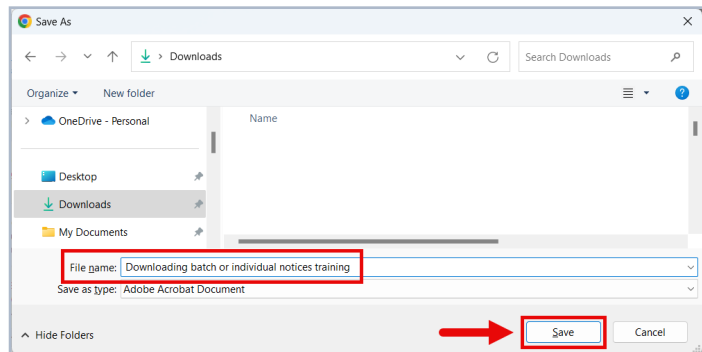 Save As
Downloads
Search Downloads
Organize
New folder
OneDrive - Personal
Name
Desktop
Downloads
My Documents
File name: Downloading batch or individual notices training
Save as type: Adobe Acrobat Document
Hide Folders
Save
Cancel